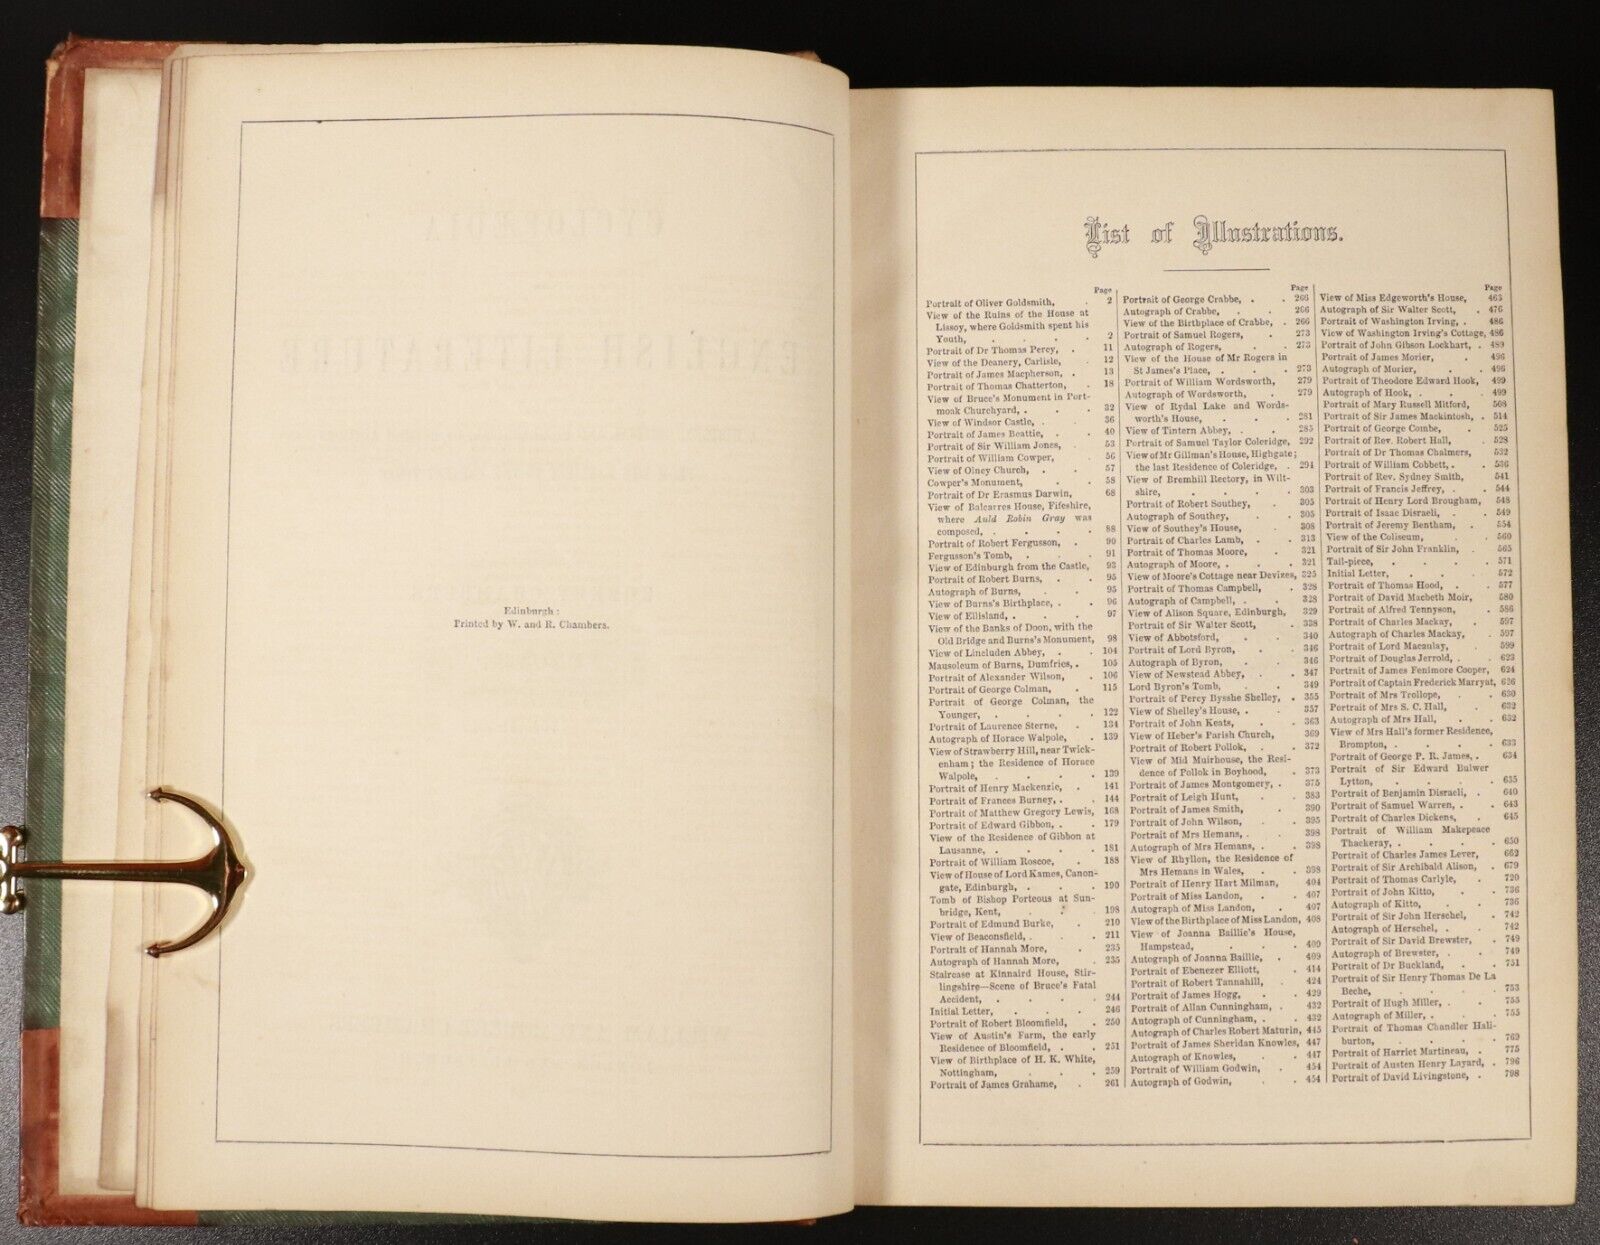 Edinburgh:
Printed by W. and R. Chambers.
List of Illustrations.
Page
Portrait of Oliver Goldsmith, . 2
View of the Ruins of the House at
Lissoy, where Goldsmith spent his
Youth, . . . . 2
Portrait of Dr Thomas Percy, . 11
View of the Deanery, Carlisle, . 12
Portrait of James Macpherson, . 13
Portrait of Thomas Chatterton, . 18
View of Bruce's Monument in Port-
moak Churchyard, . . . 32
View of Windsor Castle, . . 36
Portrait of James Beattie, . . 40
Portrait of Sir William Jones, . 53
Portrait of William Cowper, . 56
View of Olney Church, . . 57
Cowper's Monument, . . 58
Portrait of Dr Erasmus Darwin, 68
View of Balcarres House, Fifeshire,
where Auld Robin Gray was
composed, . . . . 88
Portrait of Robert Fergusson, . 90
Fergusson's Tomb, . . . 91
View of Edinburgh from the Castle, 93
Portrait of Robert Burns, . . 95
Autograph of Burns, . . 95
View of Burns's Birthplace, . . 96
View of Ellisland, . . . 97
View of the Banks of Doon, with the
Old Bridge and Burns's Monument, 98
View of Lincluden Abbey, . . 104
Mausoleum of Burns, Dumfries, . 105
Portrait of Alexander Wilson, . 106
Portrait of George Colman, . 115
Portrait of George Colman, the
Younger, . . . . 122
Portrait of Laurence Sterne, . 134
Autograph of Horace Walpole, . 139
View of Strawberry Hill, near Twick-
enham; the Residence of Horace
Walpole, . . . . 139
Portrait of Henry Mackenzie, . 141
Portrait of Frances Burney, . . 144
Portrait of Matthew Gregory Lewis, 168
Portrait of Edward Gibbon, . . 179
View of the Residence of Gibbon at
Lausanne, . . . . 181
Portrait of William Roscoe, . 188
View of House of Lord Kames, Canon-
gate, Edinburgh, . . . 190
Tomb of Bishop Porteous at Sun-
bridge, Kent, . . . 198
Portrait of Edmund Burke, . 210
View of Beaconsfield, . . . 211
Portrait of Hannah More, . 235
Autograph of Hannah More, . 235
Staircase at Kinnaird House, Stir-
lingshire—Scene of Bruce's Fatal
Accident, . . . . 244
Initial Letter, . . . 246
Portrait of Robert Bloomfield, . 250
View of Austin's Farm, the early
Residence of Bloomfield, . . 251
View of Birthplace of H. K. White,
Nottingham, . . . 259
Portrait of James Grahame, . 261
Page
Portrait of George Crabbe, . . 266
Autograph of Crabbe, . . 266
View of the Birthplace of Crabbe, . 266
Portrait of Samuel Rogers, . 273
Autograph of Rogers, . . 273
View of the House of Mr Rogers in
St James's Place, . . . 273
Portrait of William Wordsworth, 279
Autograph of Wordsworth, . 279
View of Rydal Lake and Words-
worth's House, . . . 281
View of Tintern Abbey, . . 285
Portrait of Samuel Taylor Coleridge, 292
View of Mr Gillman's House, Highgate;
the last Residence of Coleridge, . 294
View of Bremhill Rectory, in Wilt-
shire, . . . . 303
Portrait of Robert Southey, . 305
Autograph of Southey, . . 305
View of Southey's House, . 308
Portrait of Charles Lamb, . . 313
Portrait of Thomas Moore, . 321
Autograph of Moore, . . . 321
View of Moore's Cottage near Devizes, 325
Portrait of Thomas Campbell, . 328
Autograph of Campbell, . . 328
View of Alison Square, Edinburgh, 329
Portrait of Sir Walter Scott, . 338
View of Abbotsford, . . 340
Portrait of Lord Byron, . . 346
Autograph of Byron, . . 346
View of Newstead Abbey, . . 347
Lord Byron's Tomb, . . 349
Portrait of Percy Bysshe Shelley, . 355
View of Shelley's House, . . 357
Portrait of John Keats, . . 363
View of Heber's Parish Church, 369
Portrait of Robert Pollok, . . 372
View of Mid Muirhouse, the Resi-
dence of Pollok in Boyhood, . 373
Portrait of James Montgomery, . 375
Portrait of Leigh Hunt, . . 383
Portrait of James Smith, . . 390
Portrait of John Wilson, . . 395
Portrait of Mrs Hemans, . . 398
Autograph of Mrs Hemans, . . 398
View of Rhyllon, the Residence of
Mrs Hemans in Wales, . . 398
Portrait of Henry Hart Milman, 404
Portrait of Miss Landon, . . 407
Autograph of Miss Landon, . 407
View of the Birthplace of Miss Landon, 408
View of Joanna Baillie's House,
Hampstead, . . . 409
Autograph of Joanna Baillie, . 409
Portrait of Ebenezer Elliott, . 414
Portrait of Robert Tannahill, . 424
Portrait of James Hogg, . . 429
Portrait of Allan Cunningham, . 432
Autograph of Cunningham, . . 432
Autograph of Charles Robert Maturin, 445
Portrait of James Sheridan Knowles, 447
Autograph of Knowles, . . 447
Portrait of William Godwin, . 454
Autograph of Godwin, . . 454
Page
View of Miss Edgeworth's House, 463
Autograph of Sir Walter Scott, . 476
Portrait of Washington Irving, . 486
View of Washington Irving's Cottage, 486
Portrait of John Gibson Lockhart, . 489
Portrait of James Morier, . 496
Autograph of Morier, . . 496
Portrait of Theodore Edward Hook, 499
Autograph of Hook, . . . 499
Portrait of Mary Russell Mitford, 508
Portrait of Sir James Mackintosh, . 514
Portrait of George Combe, . 525
Portrait of Rev. Robert Hall, . 528
Portrait of Dr Thomas Chalmers, 532
Portrait of William Cobbett, . . 536
Portrait of Rev. Sydney Smith, 541
Portrait of Francis Jeffrey, . . 544
Portrait of Henry Lord Brougham, 548
Portrait of Isaac Disraeli, . . 549
Portrait of Jeremy Bentham, . 554
View of the Coliseum, . . 560
Portrait of Sir John Franklin, . 565
Tail-piece, . . . . 571
Initial Letter, . . . 572
Portrait of Thomas Hood, . . 577
Portrait of David Macbeth Moir, 580
Portrait of Alfred Tennyson, . 586
Portrait of Charles Mackay, . 597
Autograph of Charles Mackay, . 597
Portrait of Lord Macaulay, . 599
Portrait of Douglas Jerrold, . . 623
Portrait of James Fenimore Cooper, 624
Portrait of Captain Frederick Marryat, 626
Portrait of Mrs Trollope, . . 630
Portrait of Mrs S. C. Hall, . 632
Autograph of Mrs Hall, . . 632
View of Mrs Hall's former Residence,
Brompton, . . . . 633
Portrait of George P. R. James, . 634
Portrait of Sir Edward Bulwer
Lytton, . . . . 635
Portrait of Benjamin Disraeli, . 640
Portrait of Samuel Warren, . . 643
Portrait of Charles Dickens, . 645
Portrait of William Makepeace
Thackeray, . . . . 650
Portrait of Charles James Lever, 662
Portrait of Sir Archibald Alison, . 679
Portrait of Thomas Carlyle, . 720
Portrait of John Kitto, . . 736
Autograph of Kitto, . . 736
Portrait of Sir John Herschel, . 742
Autograph of Herschel, . . 742
Portrait of Sir David Brewster, . 749
Autograph of Brewster, . . 749
Portrait of Dr Buckland, . . 751
Portrait of Sir Henry Thomas De La
Beche, . . . . 753
Portrait of Hugh Miller, . . 755
Autograph of Miller, . . . 755
Portrait of Thomas Chandler Hali-
burton, . . . . 769
Portrait of Harriet Martineau, . 775
Portrait of Austen Henry Layard, . 796
Portrait of David Livingstone, . 798